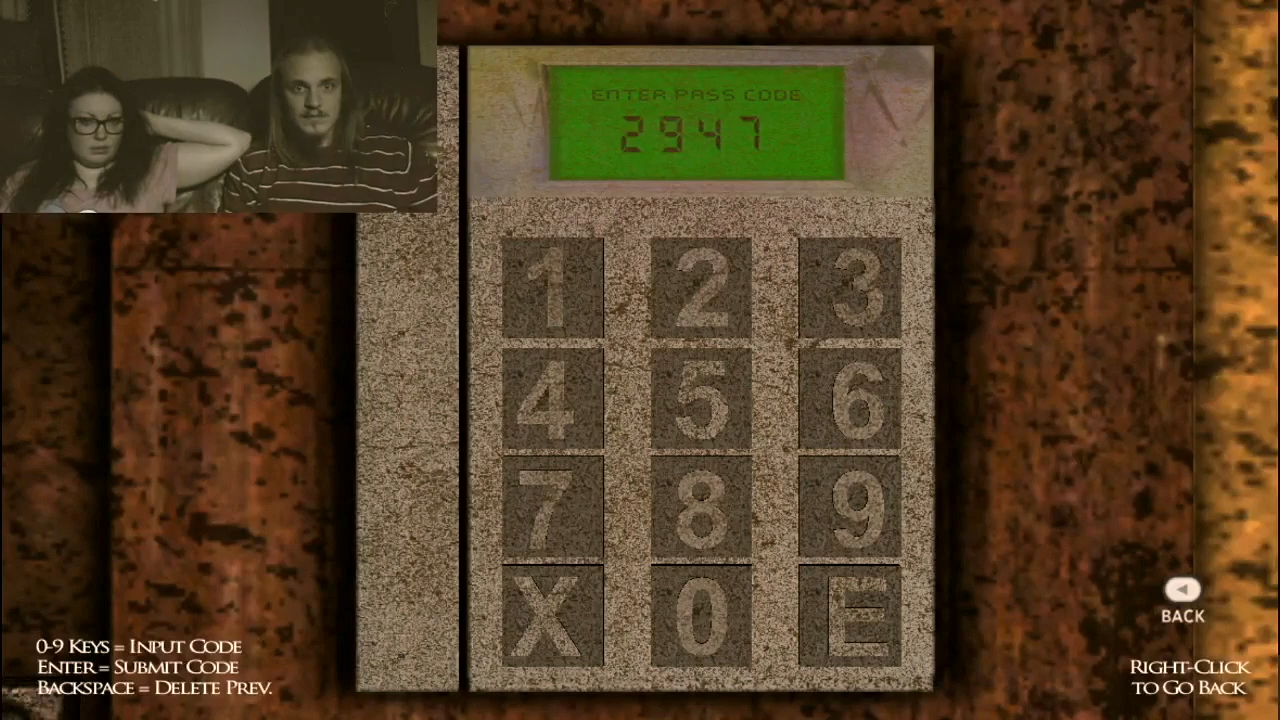 ENTER PASS CODE
2947
1 2 3
4 5 6
7 8 9
X 0 E
BACK
0-9 KEYS = INPUT CODE
ENTER = SUBMIT CODE
BACKSPACE = DELETE PREV.
RIGHT-CLICK
TO GO BACK